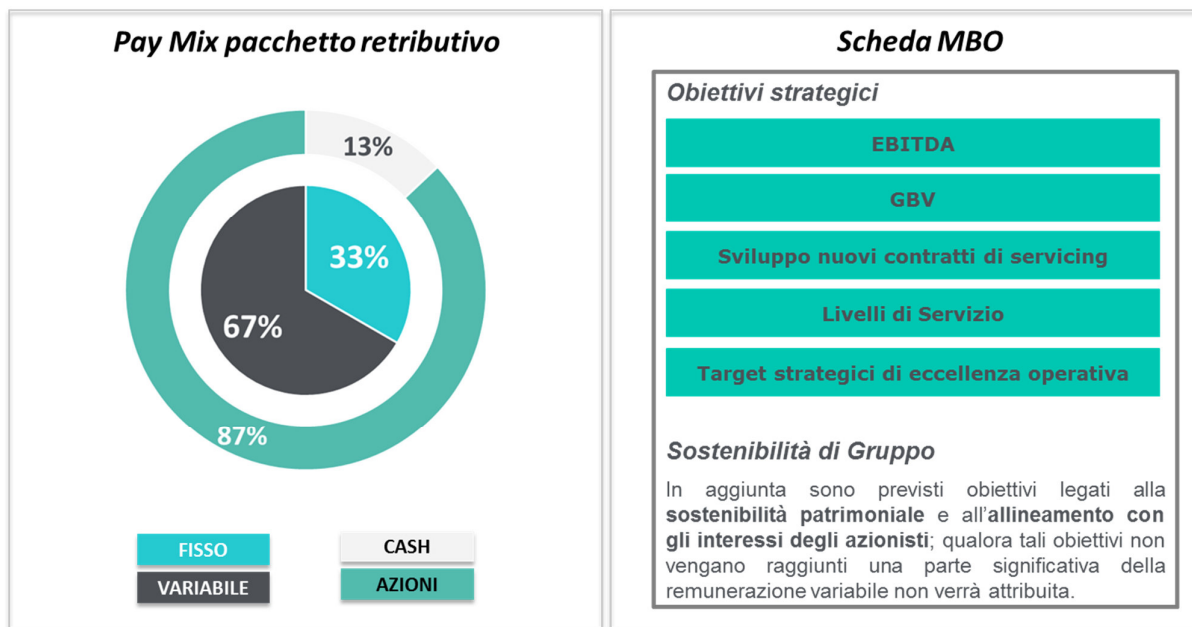 Pay Mix pacchetto retributivo
13%
33%
67%
87%
FISSO
CASH
VARIABILE
AZIONI
Scheda MBO
Obiettivi strategici
EBITDA
GBV
Sviluppo nuovi contratti di servicing
Livelli di Servizio
Target strategici di eccellenza operativa
Sostenibilità di Gruppo
In aggiunta sono previsti obiettivi legati alla
sostenibilità patrimoniale e all'allineamento con
gli interessi degli azionisti; qualora tali obiettivi non
vengano raggiunti una parte significativa della
remunerazione variabile non verrà attribuita.